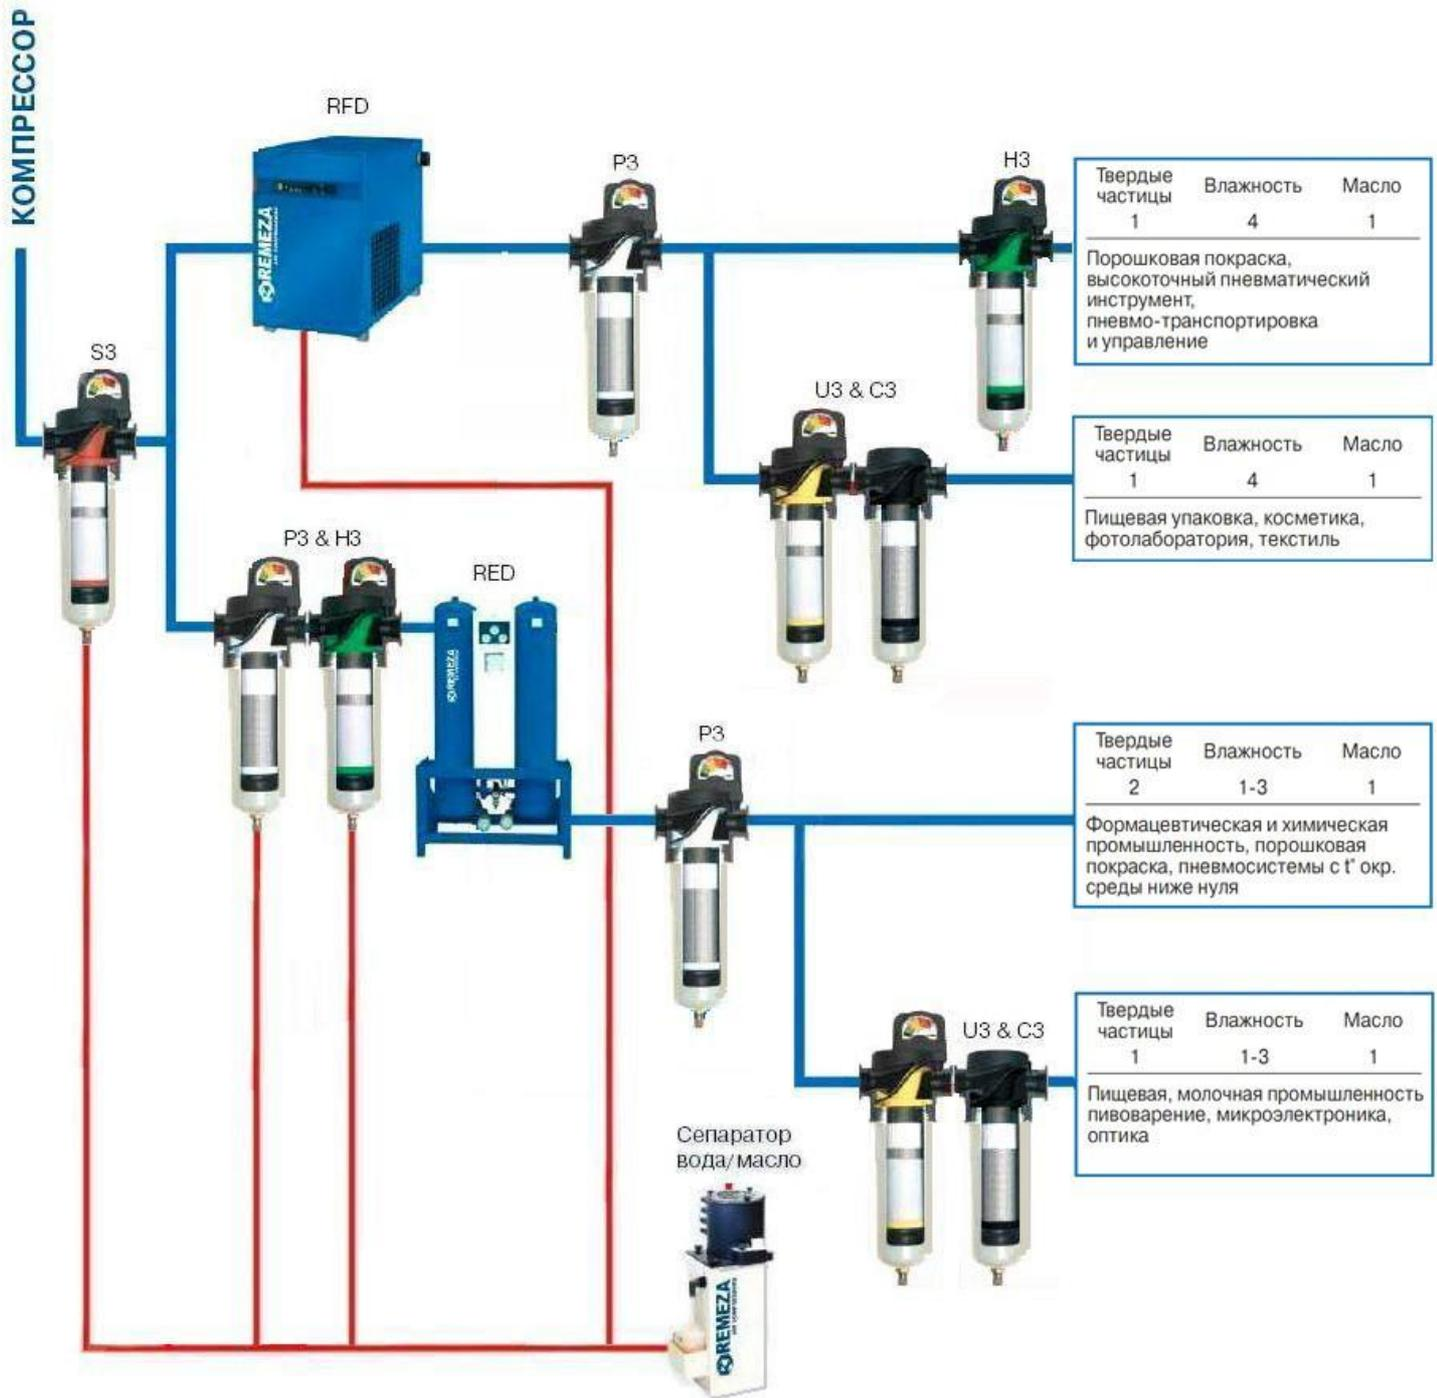 КОМПРЕССОР
RFD
REMEZA
P3
H3
Твердые частицы
Влажность
Масло
1
4
1
Порошковая покраска,
высокоточный пневматический
инструмент,
пневмо-транспортировка
и управление
S3
U3 & C3
Твердые частицы
Влажность
Масло
1
4
1
Пищевая упаковка, косметика,
фотолаборатория, текстиль
P3 & H3
RED
REMEZA
P3
Твердые частицы
Влажность
Масло
2
1-3
1
Формацевтическая и химическая
промышленность, порошковая
покраска, пневмосистемы с t° окр.
среды ниже нуля
U3 & C3
Твердые частицы
Влажность
Масло
1
1-3
1
Пищевая, молочная промышленность
пивоварение, микроэлектроника,
оптика
Сепаратор
вода/масло
REMEZA
AIR COMPRESSORS